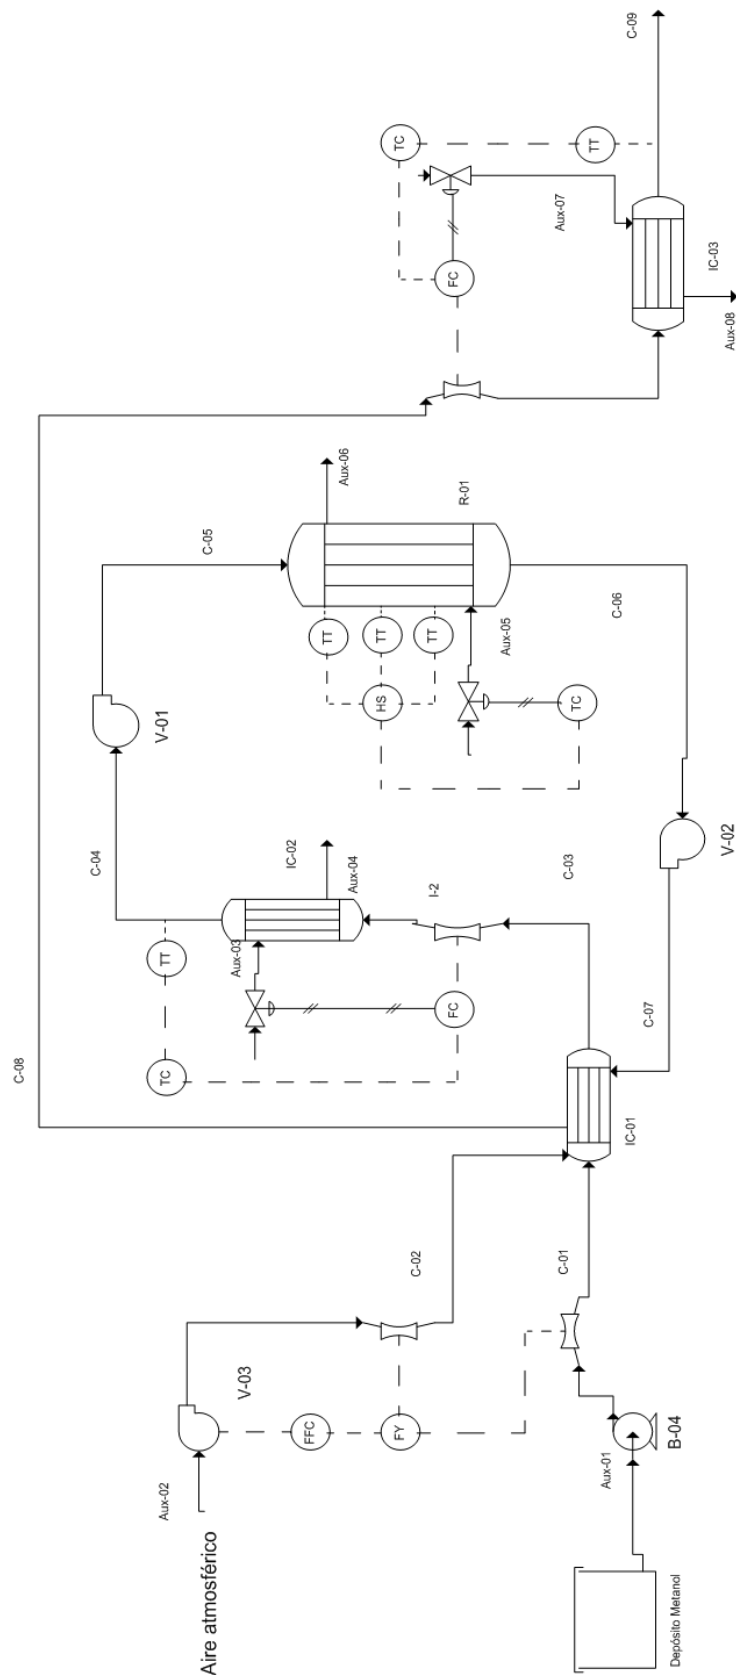 Depósito Metanol
Aire atmosférico
Aux-02
V-03
FFC
FY
Aux-01
B-04
C-02
C-01
C-08
IC-01
TC
TT
FC
Aux-03
IC-02
Aux-04
I-2
C-03
C-04
C-07
V-01
V-02
C-05
C-06
TT
TT
TT
HS
TC
Aux-05
R-01
Aux-06
TC
TT
FC
Aux-07
IC-03
Aux-08
C-09